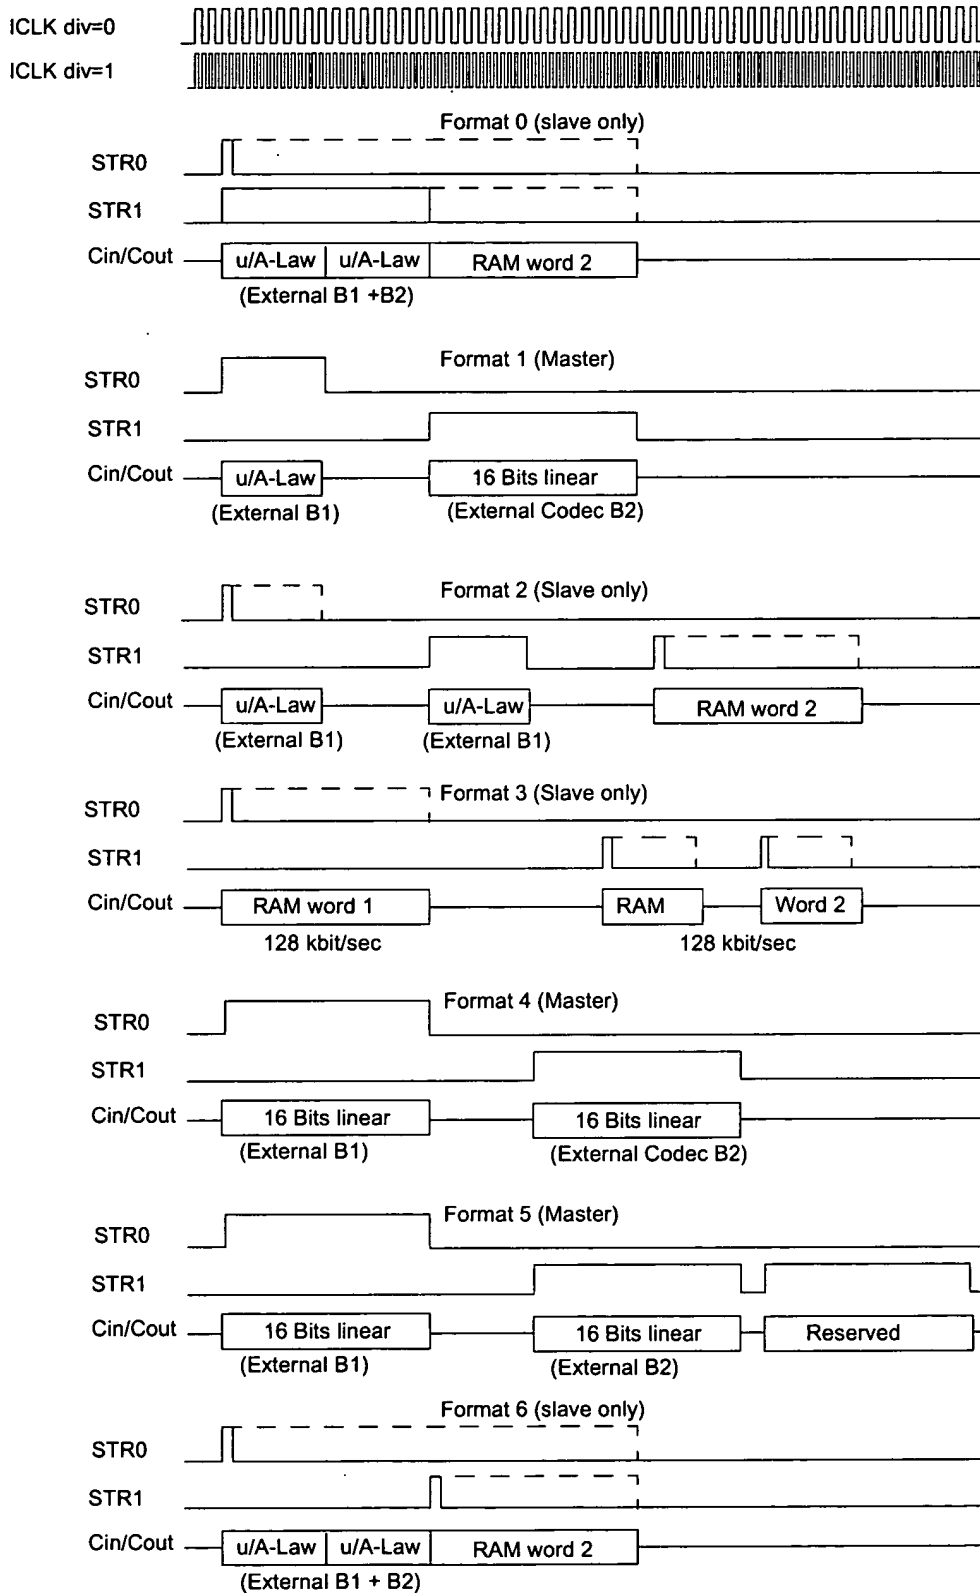 ICLK div=0
ICLK div=1
Format 0 (slave only)
STR0
STR1
Cin/Cout
u/A-Law u/A-Law RAM word 2
(External B1 +B2)
Format 1 (Master)
STR0
STR1
Cin/Cout
u/A-Law 16 Bits linear
(External B1) (External Codec B2)
Format 2 (Slave only)
STR0
STR1
Cin/Cout
u/A-Law u/A-Law RAM word 2
(External B1) (External B1)
Format 3 (Slave only)
STR0
STR1
Cin/Cout
RAM word 1 RAM Word 2
128 kbit/sec 128 kbit/sec
Format 4 (Master)
STR0
STR1
Cin/Cout
16 Bits linear 16 Bits linear
(External B1) (External Codec B2)
Format 5 (Master)
STR0
STR1
Cin/Cout
16 Bits linear 16 Bits linear Reserved
(External B1) (External B2)
Format 6 (slave only)
STR0
STR1
Cin/Cout
u/A-Law u/A-Law RAM word 2
(External B1 + B2)